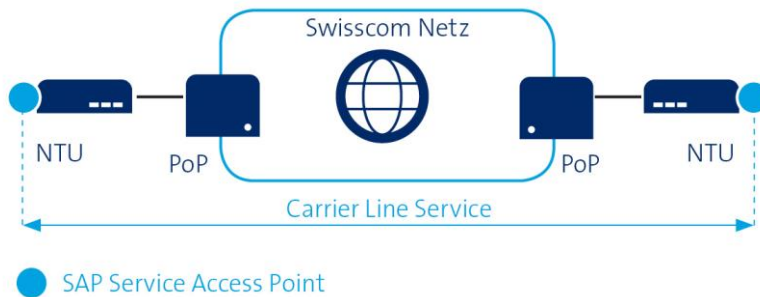 Swisscom Netz
NTU
PoP
PoP
NTU
Carrier Line Service
SAP Service Access Point